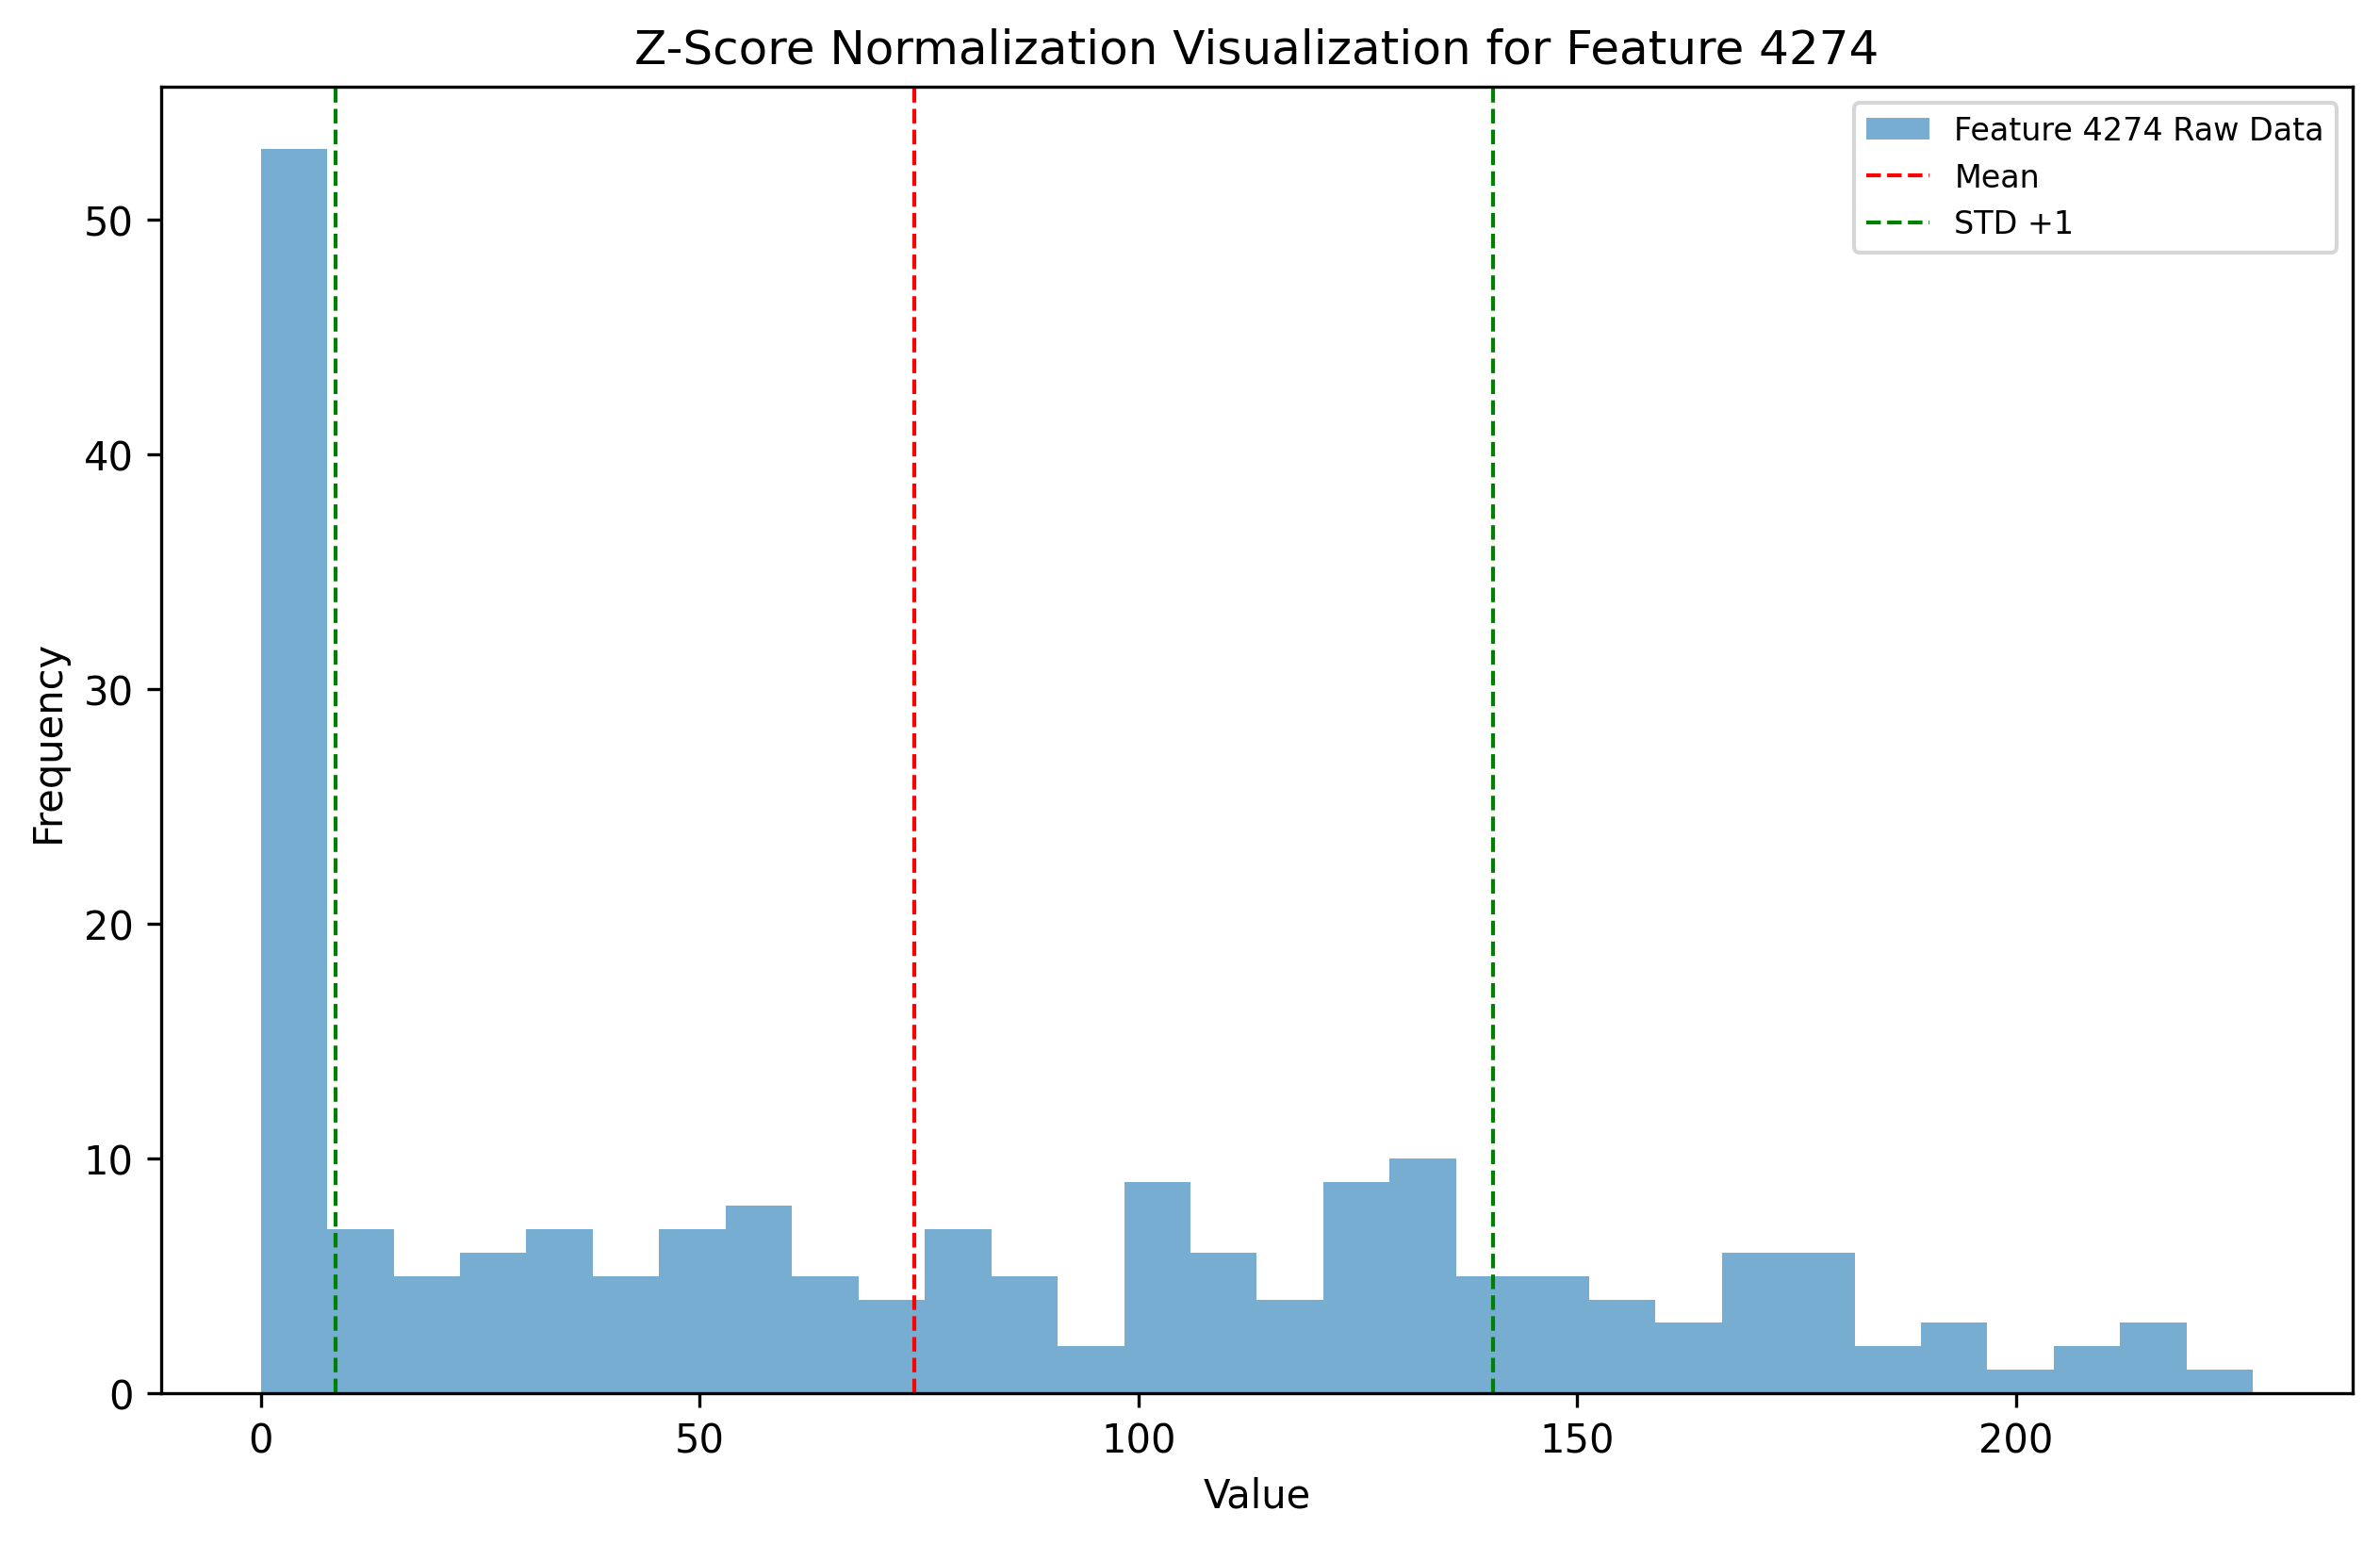 Z-Score Normalization Visualization for Feature 4274
Feature 4274 Raw Data
Mean
STD +1
Frequency
50
40
30
20
10
0
0 50 100 150 200
Value